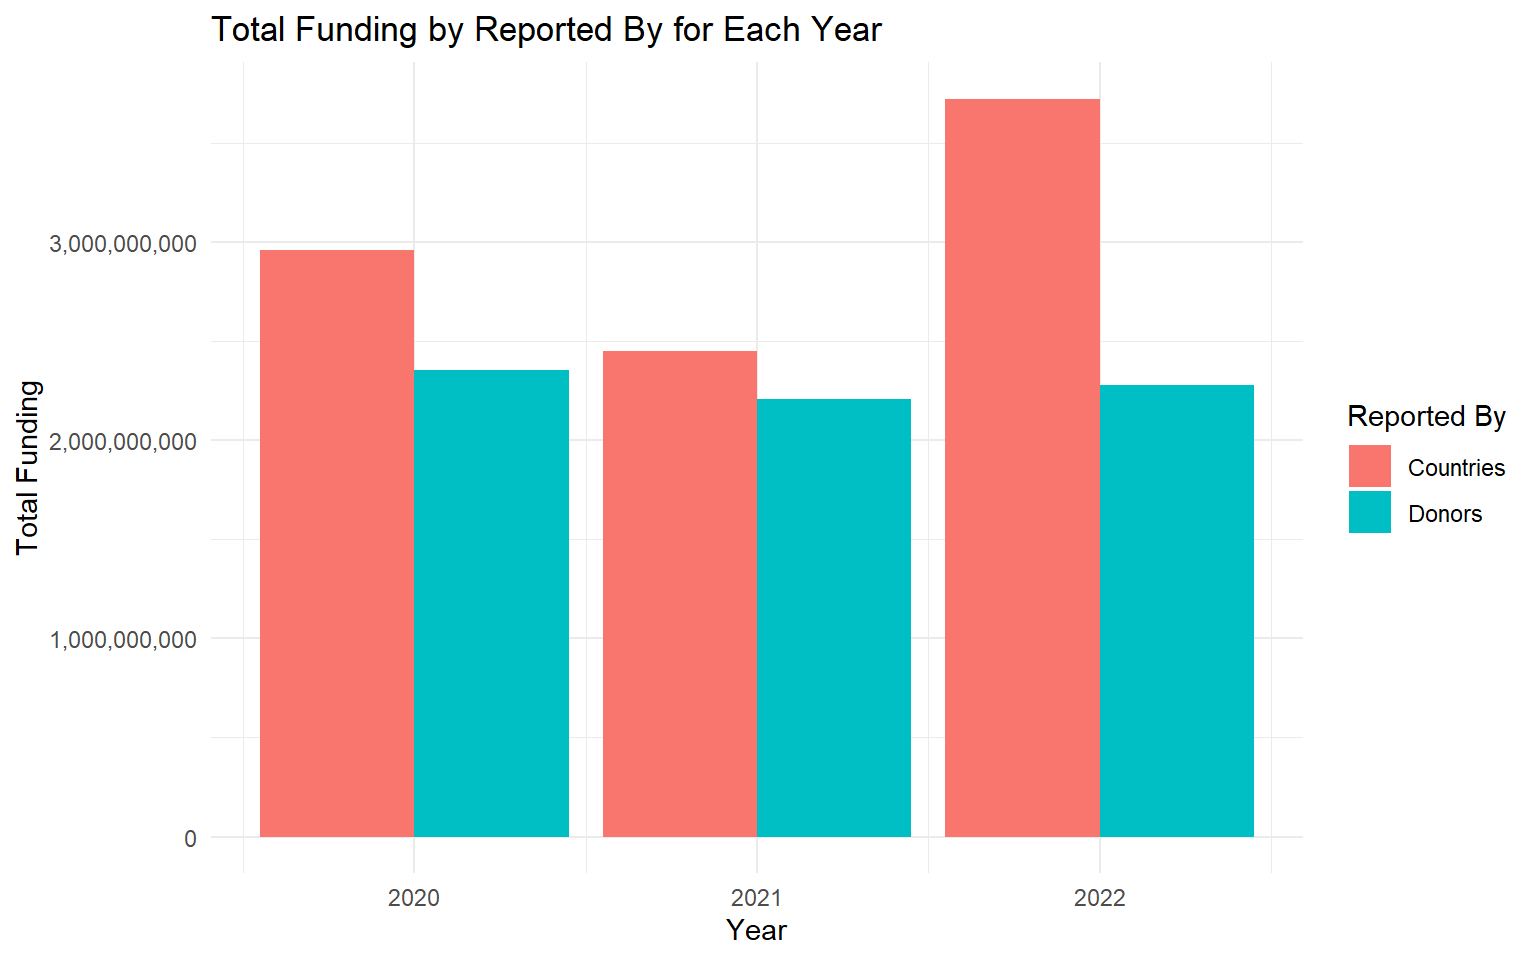 Total Funding by Reported By for Each Year
Total Funding
3,000,000,000
2,000,000,000
1,000,000,000
0
2020
2021
2022
Year
Reported By
Countries
Donors